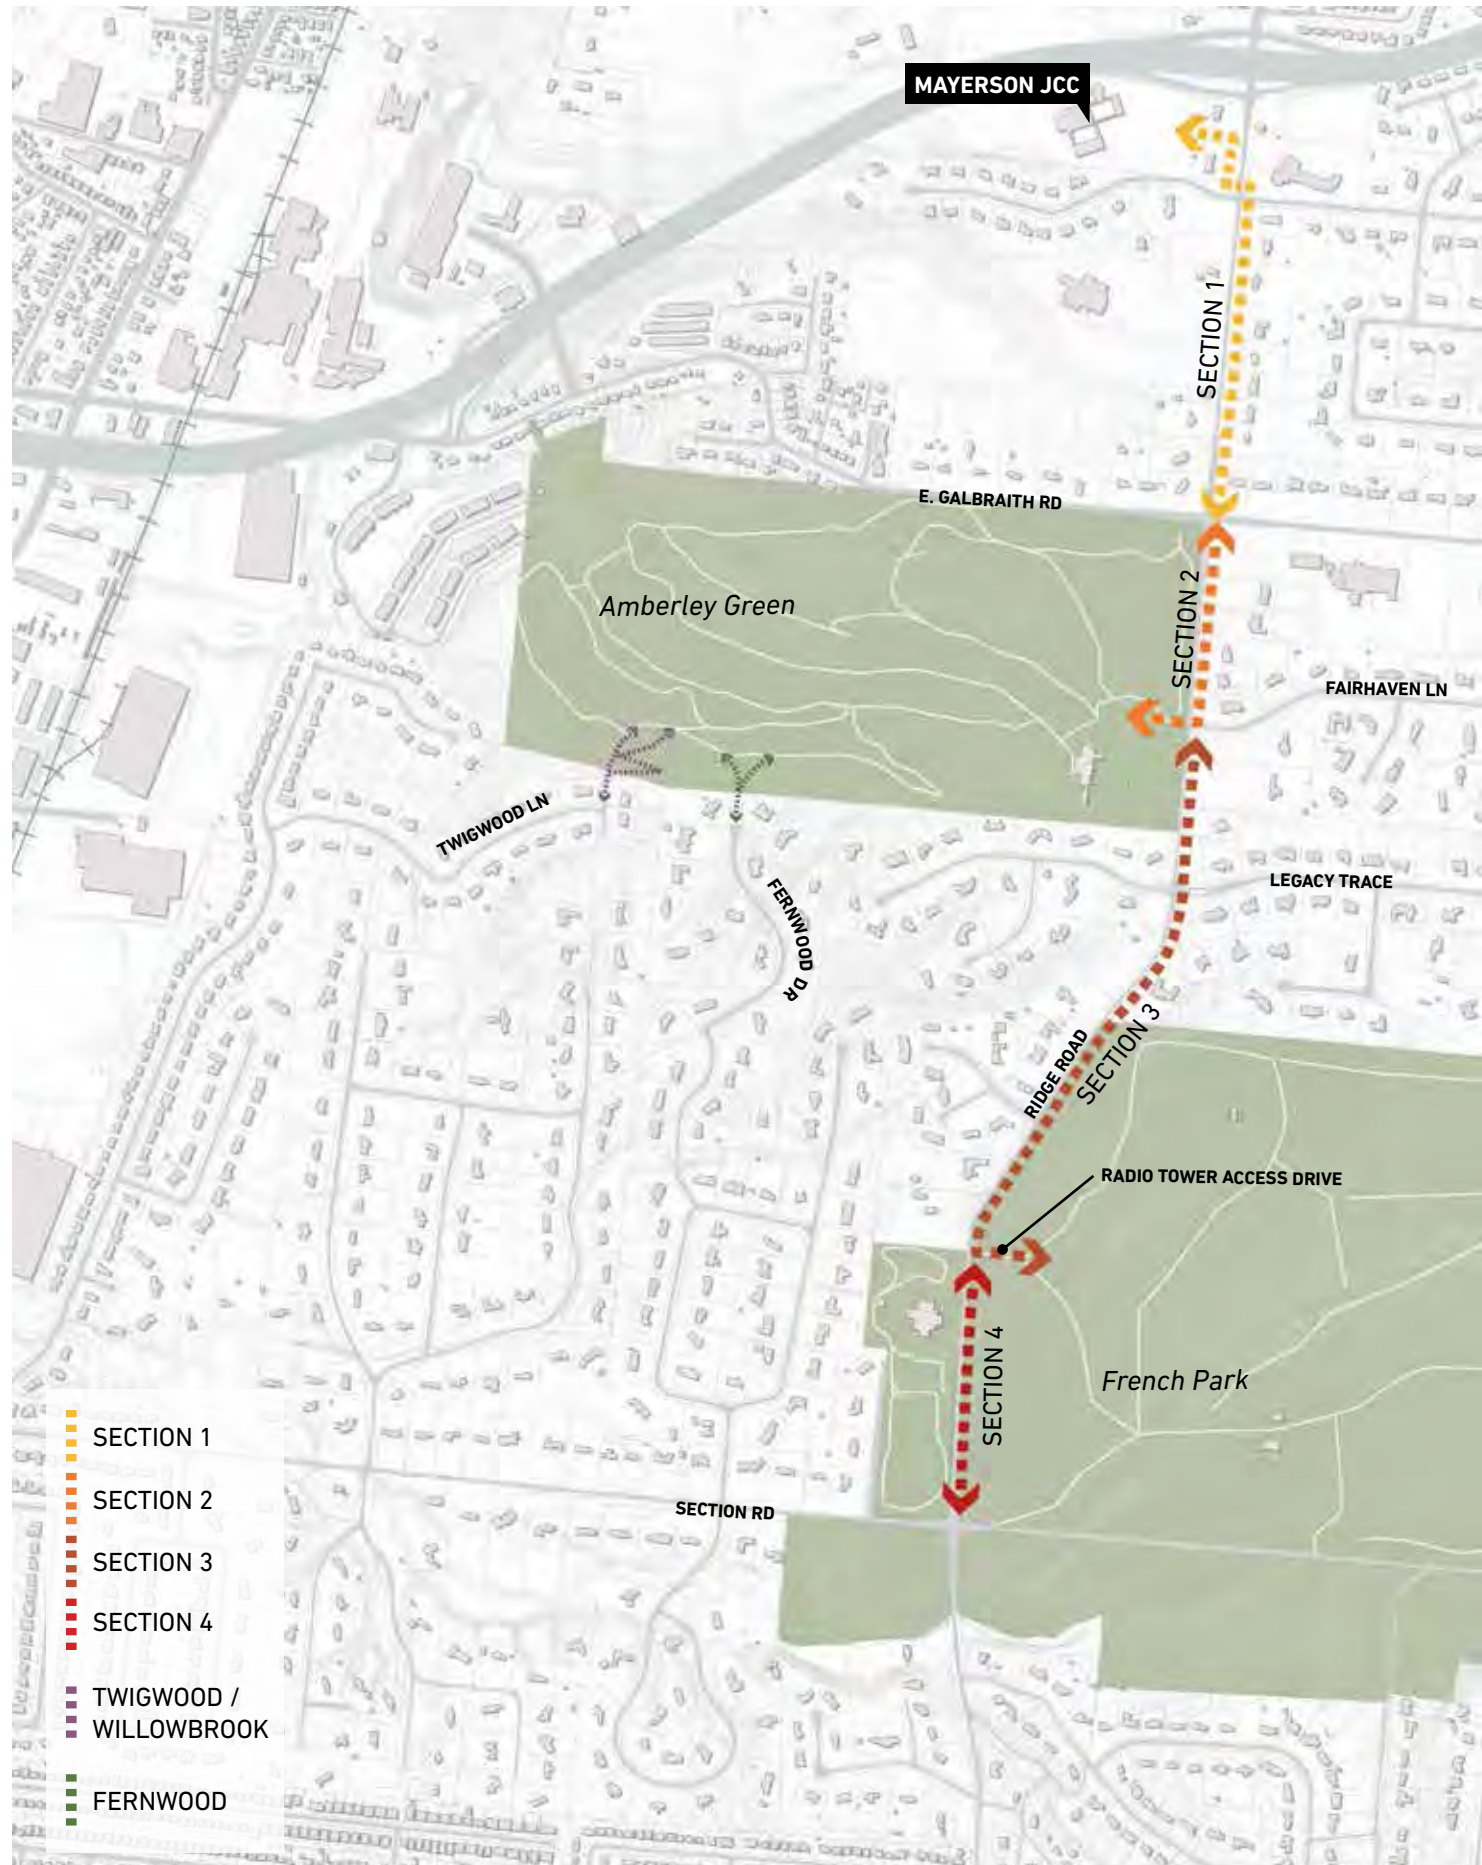 MAYERSON JCC
SECTION 1
E. GALBRAITH RD
SECTION 2
Amberley Green
FAIRHAVEN LN
TWIGWOOD LN
LEGACY TRACE
FERNWOOD DR
RIDGE ROAD
SECTION 3
RADIO TOWER ACCESS DRIVE
SECTION 4
French Park
SECTION RD
SECTION 1
SECTION 2
SECTION 3
SECTION 4
TWIGWOOD /
WILLOWBROOK
FERNWOOD